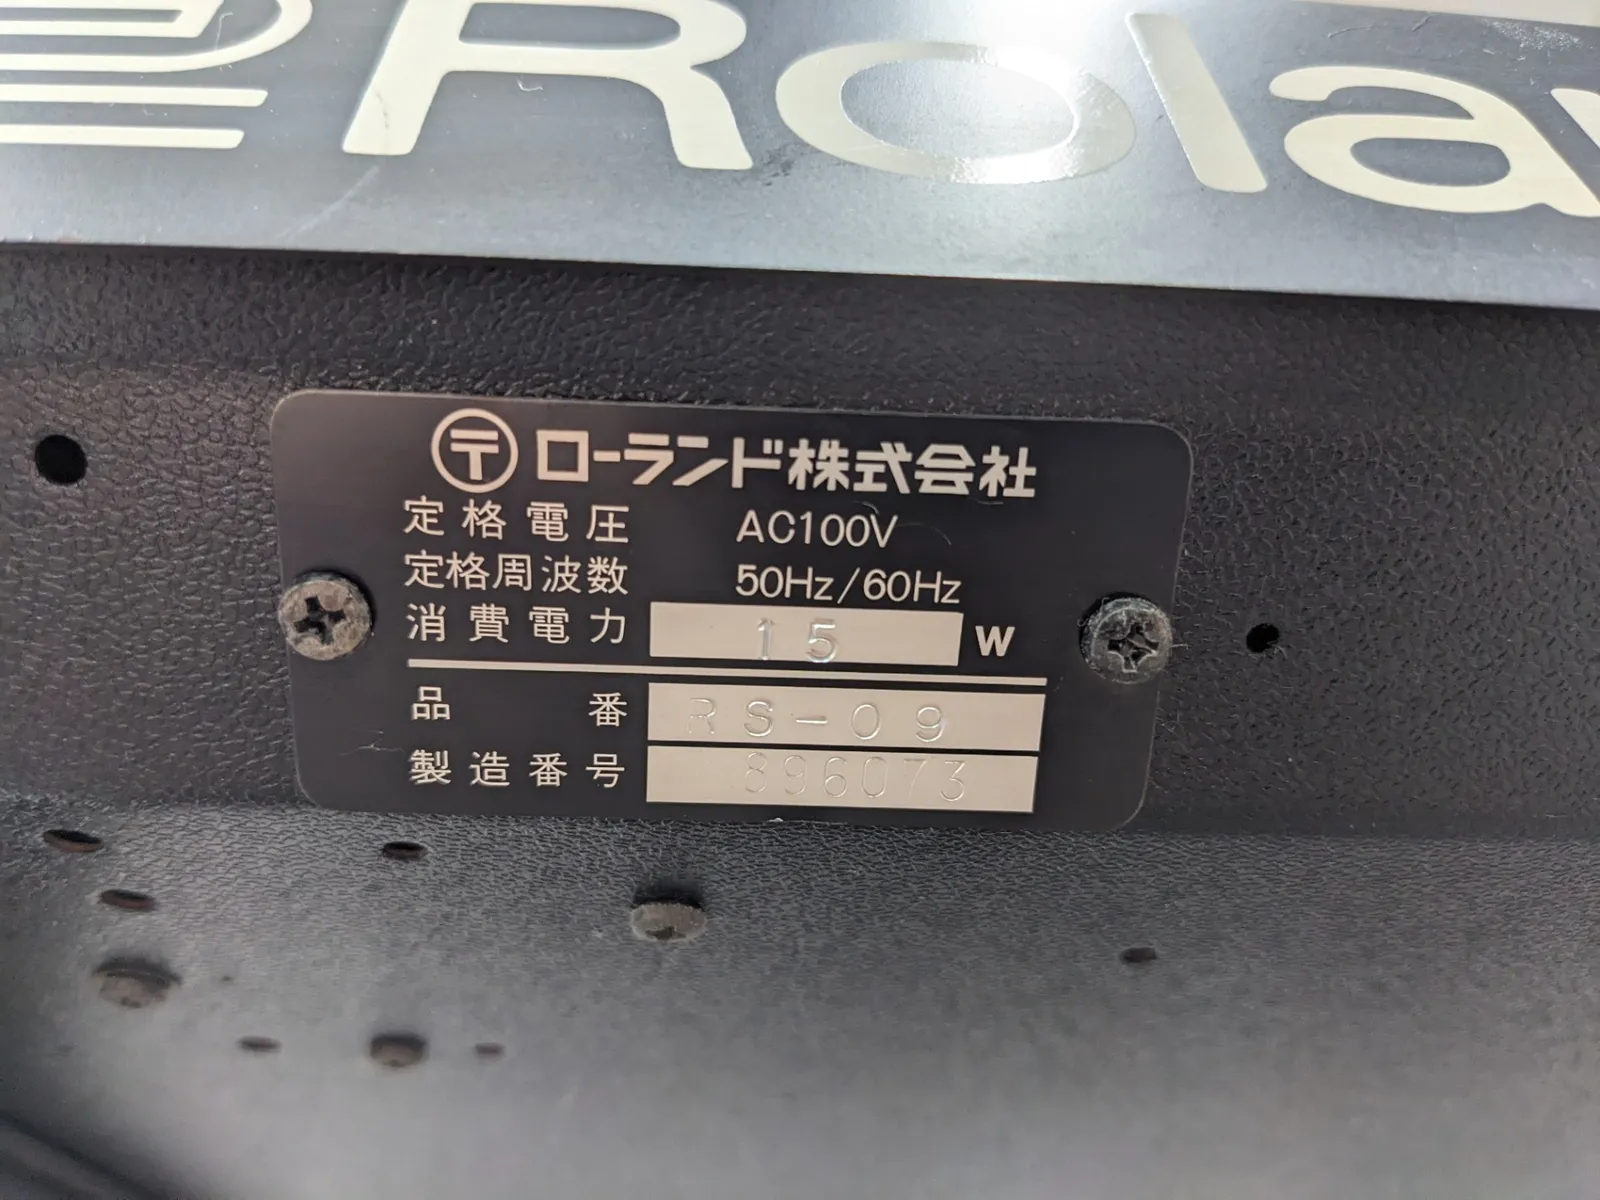 Rola
〒 ローランド株式会社
定格電圧 AC100V
定格周波数 50Hz/60Hz
消費電力 15 W
品番 RS-09
製造番号 896073